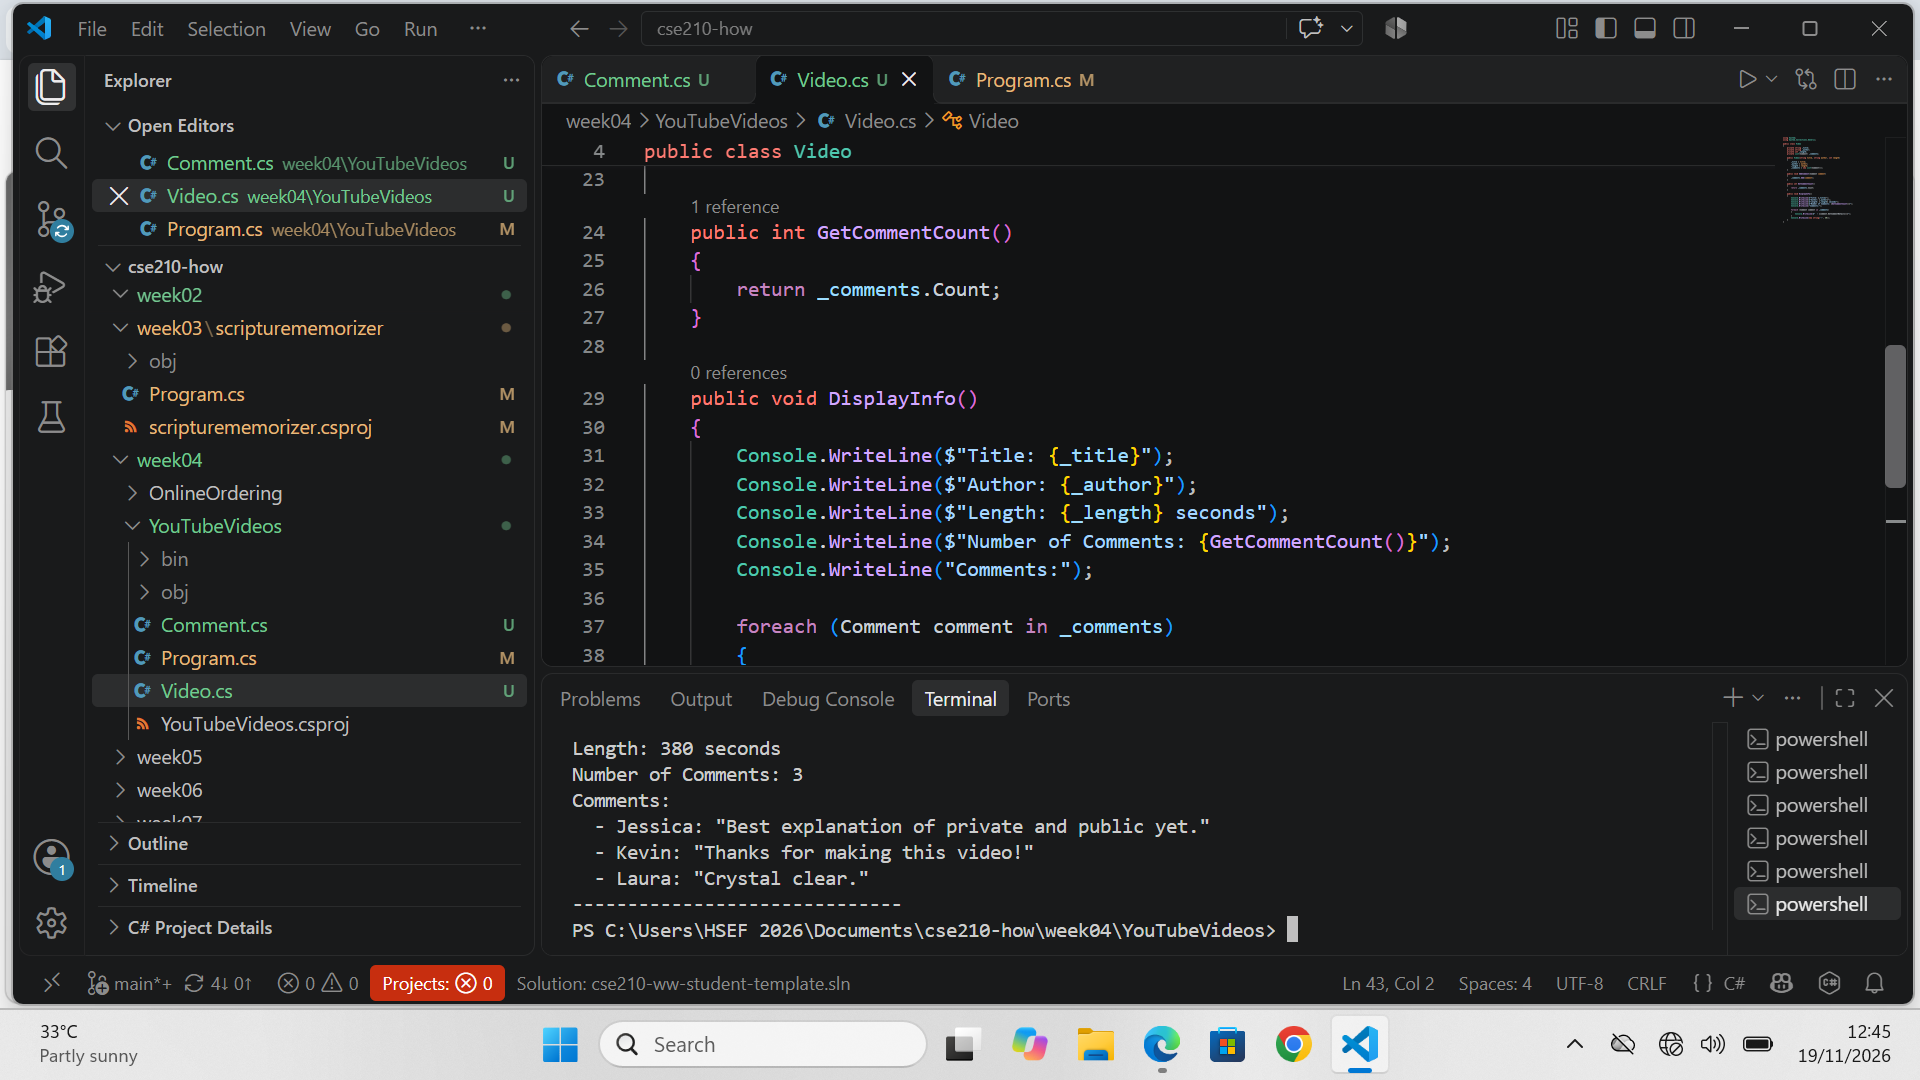 File Edit Selection View Go Run ··· cse210-how
Explorer ···
Open Editors
C# Comment.cs week04\YouTubeVideos U
C# Video.cs week04\YouTubeVideos U
C# Program.cs week04\YouTubeVideos M
cse210-how
week02
week03\scripturememorizer
obj
C# Program.cs M
scripturememorizer.csproj M
week04
OnlineOrdering
YouTubeVideos
bin
obj
C# Comment.cs U
C# Program.cs M
C# Video.cs U
YouTubeVideos.csproj
week05
week06
week07
Outline
Timeline
C# Project Details
1
C# Comment.cs U C# Video.cs U C# Program.cs M
week04 > YouTubeVideos > C# Video.cs > Video
4 public class Video
23
1 reference
24 public int GetCommentCount()
25 {
26 return _comments.Count;
27 }
28
0 references
29 public void DisplayInfo()
30 {
31 Console.WriteLine($"Title: {_title}");
32 Console.WriteLine($"Author: {_author}");
33 Console.WriteLine($"Length: {_length} seconds");
34 Console.WriteLine($"Number of Comments: {GetCommentCount()}");
35 Console.WriteLine("Comments:");
36
37 foreach (Comment comment in _comments)
38 {
Problems Output Debug Console Terminal Ports
Length: 380 seconds
Number of Comments: 3
Comments:
- Jessica: "Best explanation of private and public yet."
- Kevin: "Thanks for making this video!"
- Laura: "Crystal clear."
------------------------------
PS C:\Users\HSEF 2026\Documents\cse210-how\week04\YouTubeVideos>
powershell
powershell
powershell
powershell
powershell
powershell
main*+ 4↓ 0↑ 0 0 Projects: 0 Solution: cse210-ww-student-template.sln Ln 43, Col 2 Spaces: 4 UTF-8 CRLF { } C#
33°C
Partly sunny
Search
12:45
19/11/2026